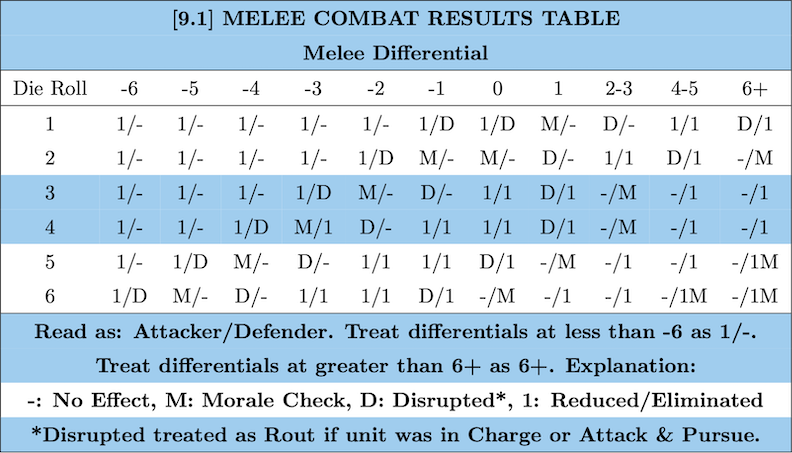 [9.1] MELEE COMBAT RESULTS TABLE
Melee Differential
Die Roll -6 -5 -4 -3 -2 -1 0 1 2-3 4-5 6+
1 1/- 1/- 1/- 1/- 1/- 1/D 1/D M/- D/- 1/1 D/1
2 1/- 1/- 1/- 1/- 1/D M/- M/- D/- 1/1 D/1 -/M
3 1/- 1/- 1/- 1/D M/- D/- 1/1 D/1 -/M -/1 -/1
4 1/- 1/- 1/D M/1 D/- 1/1 1/1 D/1 -/M -/1 -/1
5 1/- 1/D M/- D/- 1/1 1/1 D/1 -/M -/1 -/1 -/1M
6 1/D M/- D/- 1/1 1/1 D/1 -/M -/1 -/1 -/1M -/1M
Read as: Attacker/Defender. Treat differentials at less than -6 as 1/-.
Treat differentials at greater than 6+ as 6+. Explanation:
-: No Effect, M: Morale Check, D: Disrupted*, 1: Reduced/Eliminated
*Disrupted treated as Rout if unit was in Charge or Attack & Pursue.